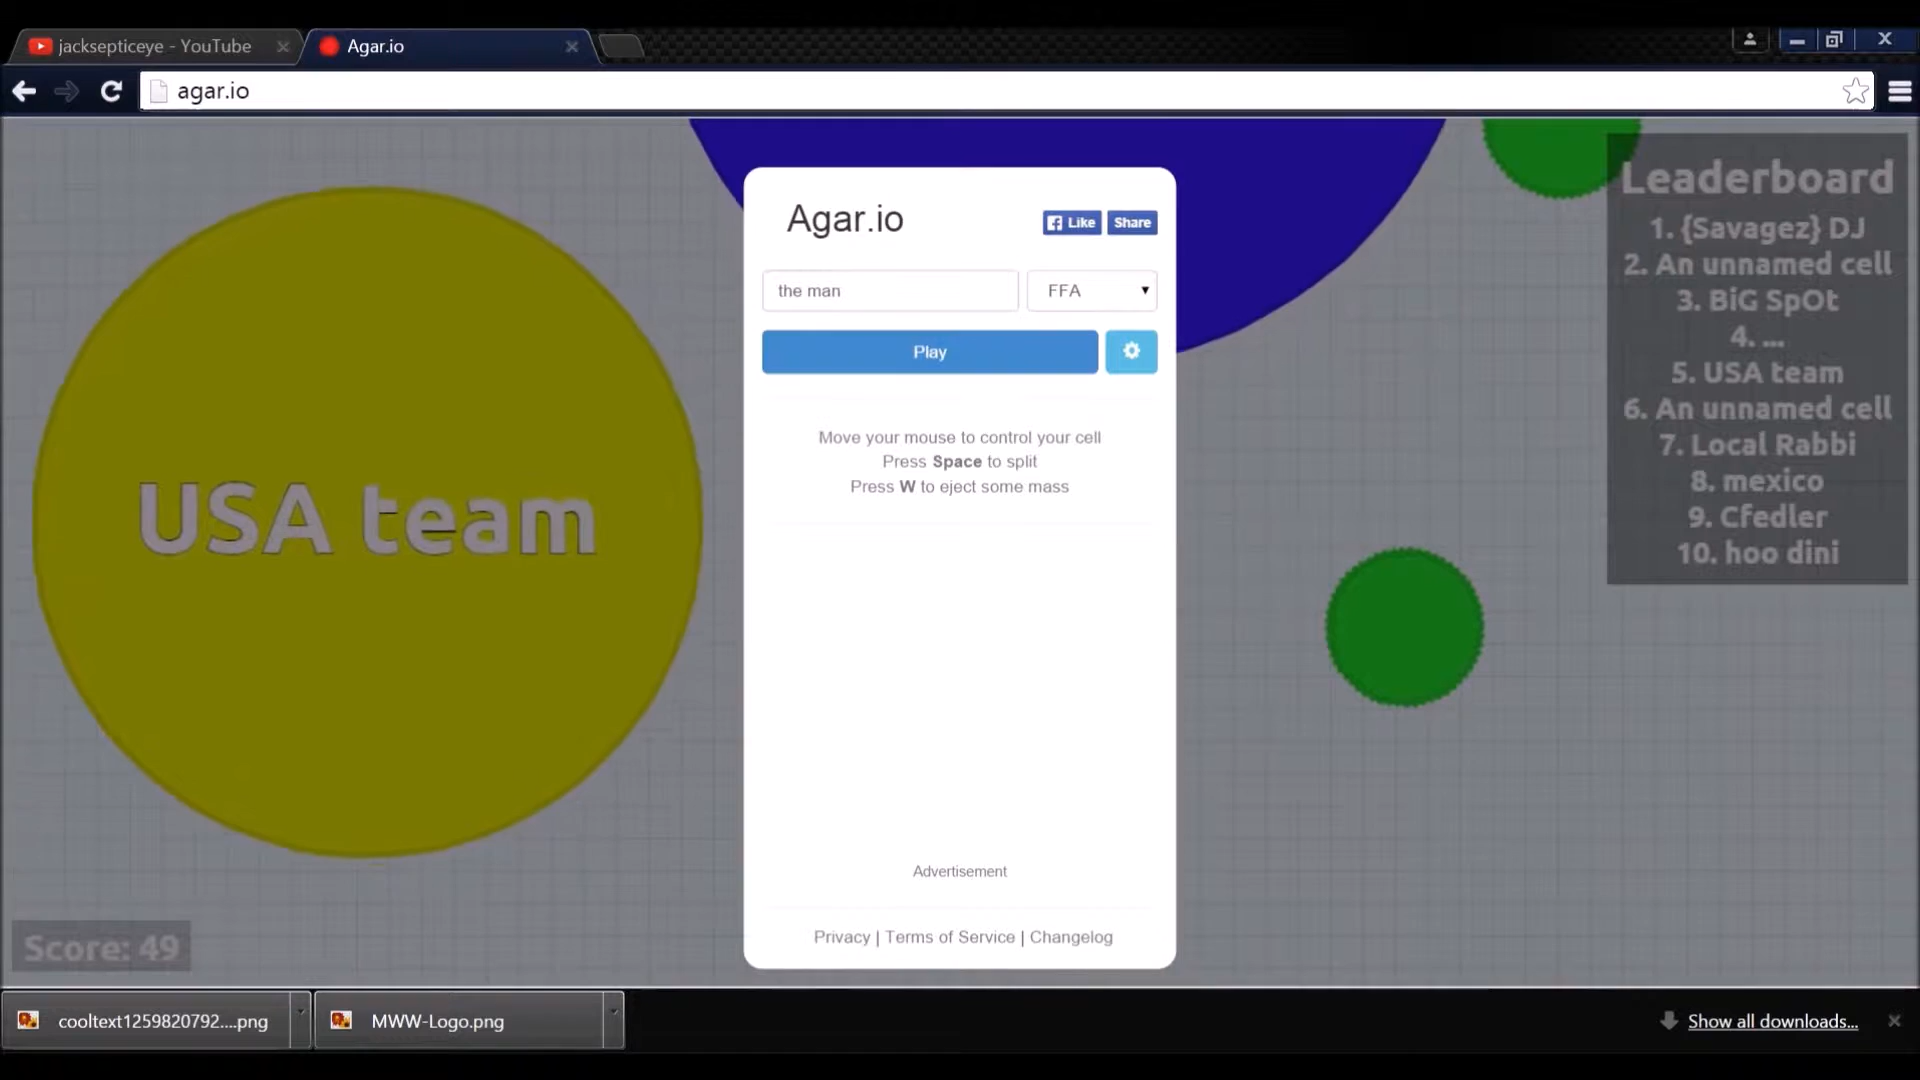 jacksepticeye - YouTube
Agar.io
agar.io
Leaderboard
1. {Savagez} DJ
2. An unnamed cell
3. BiG SpOt
4. ...
5. USA team
6. An unnamed cell
7. Local Rabbi
8. mexico
9. Cfedler
10. hoo dini
Agar.io
Like
Share
the man
FFA
Play
Move your mouse to control your cell
Press Space to split
Press W to eject some mass
USA team
Advertisement
Privacy | Terms of Service | Changelog
Score: 49
cooltext1259820792....png
MWW-Logo.png
Show all downloads...